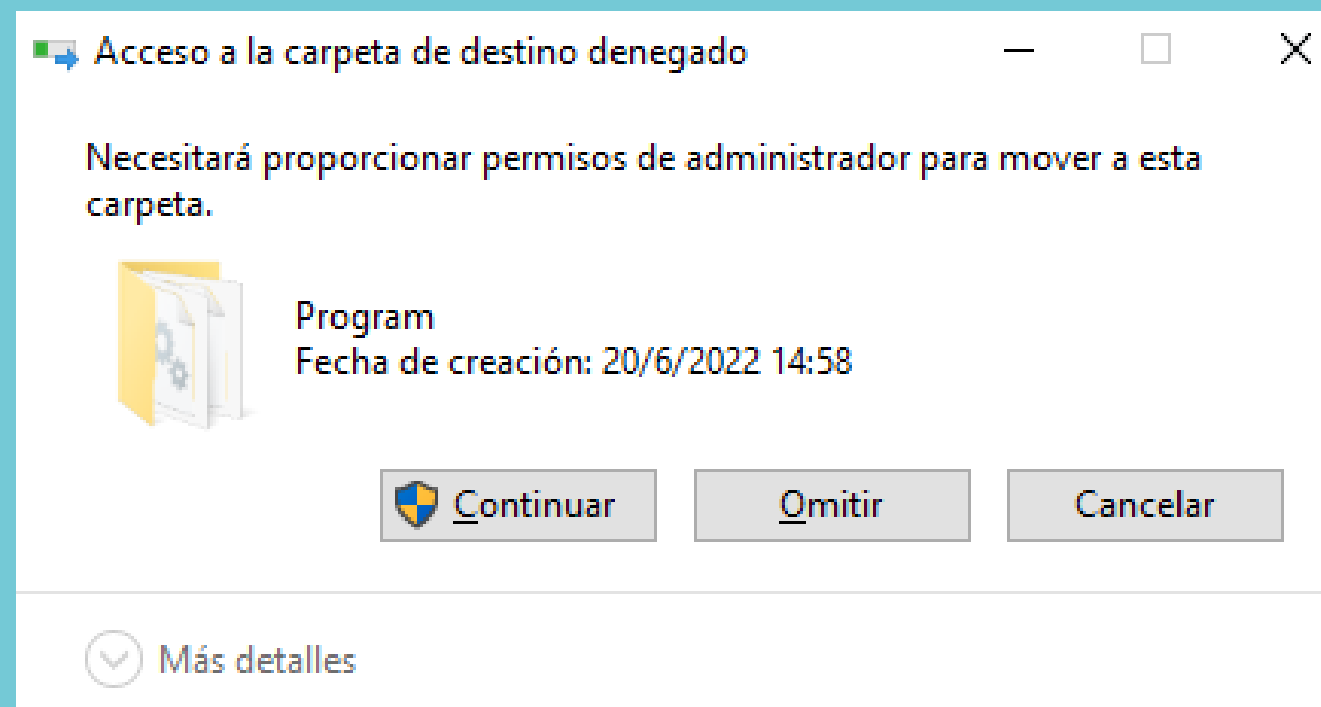 Acceso a la carpeta de destino denegado
Necesitará proporcionar permisos de administrador para mover a esta
carpeta.
Program
Fecha de creación: 20/6/2022 14:58
Continuar Omitir Cancelar
Más detalles